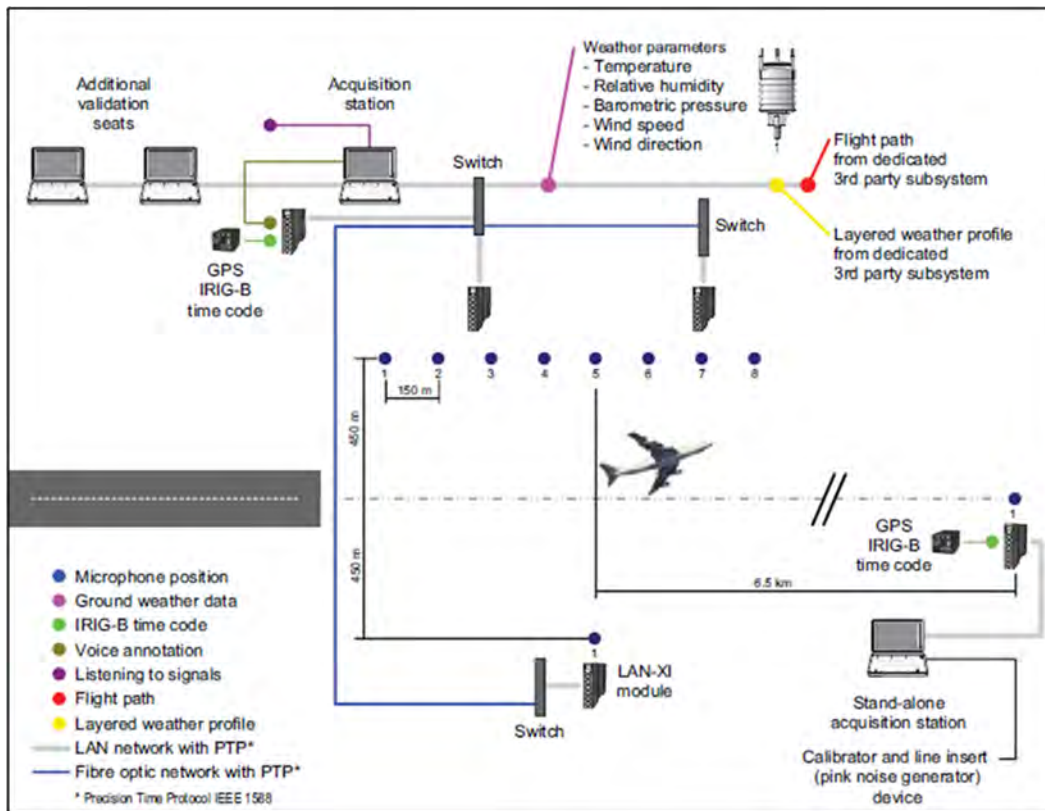 Additional
validation
seats
Acquisition
station
Switch
Weather parameters
- Temperature
- Relative humidity
- Barometric pressure
- Wind speed
- Wind direction
Flight path
from dedicated
3rd party subsystem
Switch
Layered weather profile
from dedicated
3rd party subsystem
GPS
IRIG-B
time code
1
2
3
4
5
6
7
8
150 m
450 m
450 m
1
GPS
IRIG-B
time code
6.5 km
Microphone position
Ground weather data
IRIG-B time code
Voice annotation
Listening to signals
Flight path
Layered weather profile
LAN network with PTP*
Fibre optic network with PTP*
* Precision Time Protocol IEEE 1588
1
LAN-XI
module
Switch
Stand-alone
acquisition station
Calibrator and line insert
(pink noise generator)
device